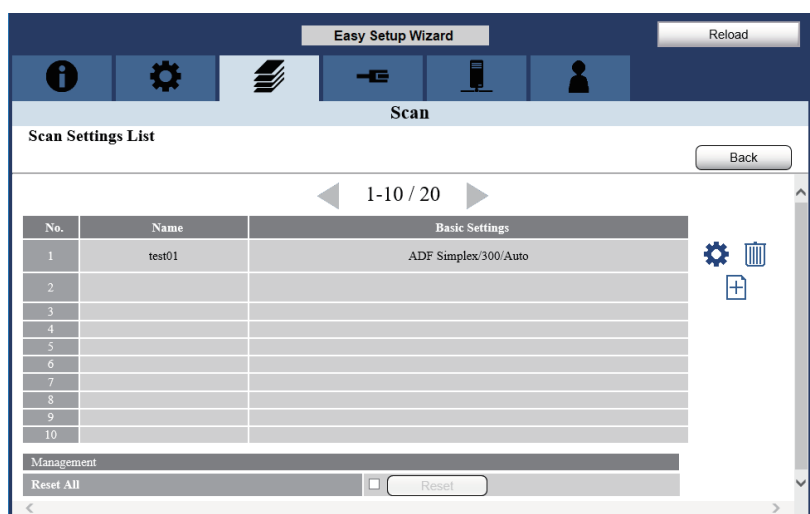 Easy Setup Wizard
Reload
Scan
Scan Settings List
Back
1-10 / 20
No. Name Basic Settings
1 test01 ADF Simplex/300/Auto
2
3
4
5
6
7
8
9
10
Management
Reset All Reset